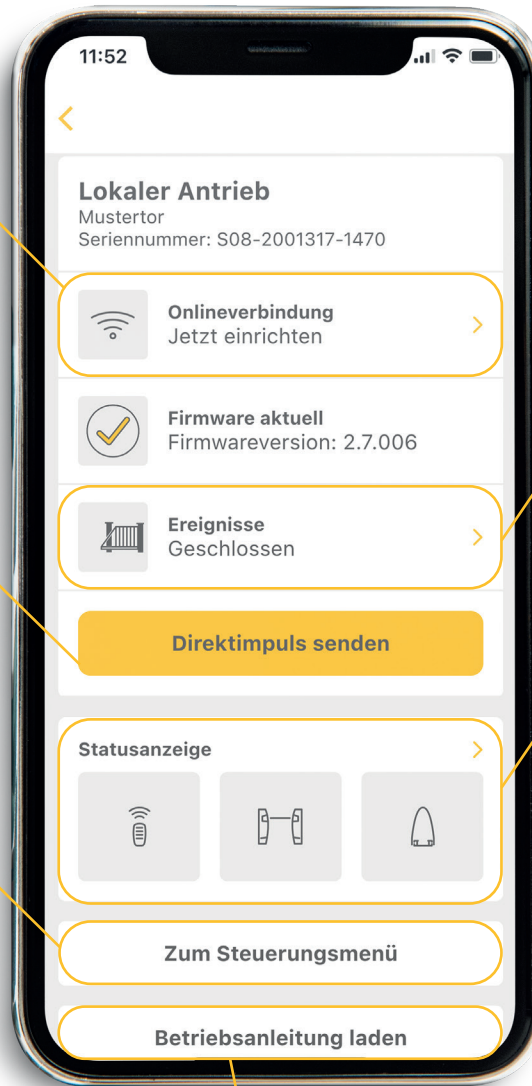 11:52
Lokaler Antrieb
Mustertor
Seriennummer: S08-2001317-1470
Onlineverbindung
Jetzt einrichten
Firmware aktuell
Firmwareversion: 2.7.006
Ereignisse
Geschlossen
Direktimpuls senden
Statusanzeige
Zum Steuerungsmenü
Betriebsanleitung laden